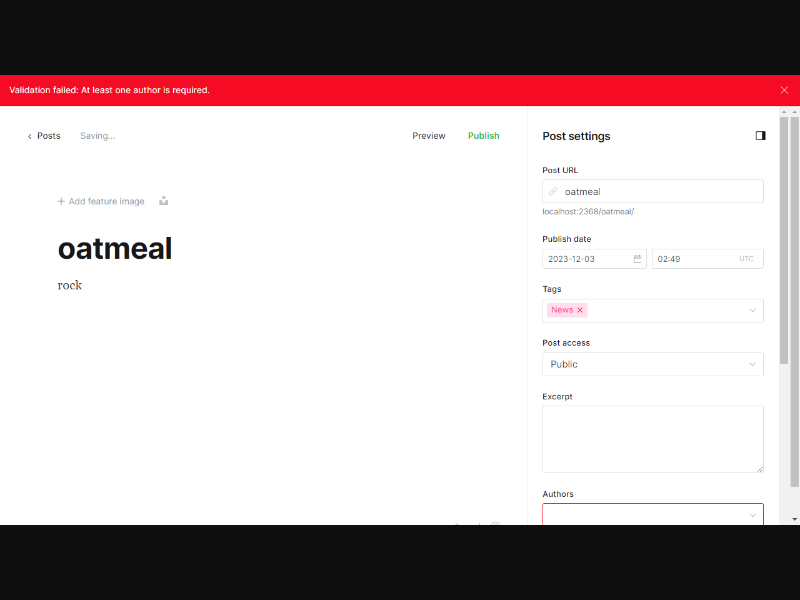 Validation failed: At least one author is required.
Posts Saving... Preview Publish
Post settings
Post URL
oatmeal
localhost:2368/oatmeal/
Publish date
2023-12-03 02:49 UTC
Tags
News
Post access
Public
Excerpt
Authors
Add feature image
oatmeal
rock